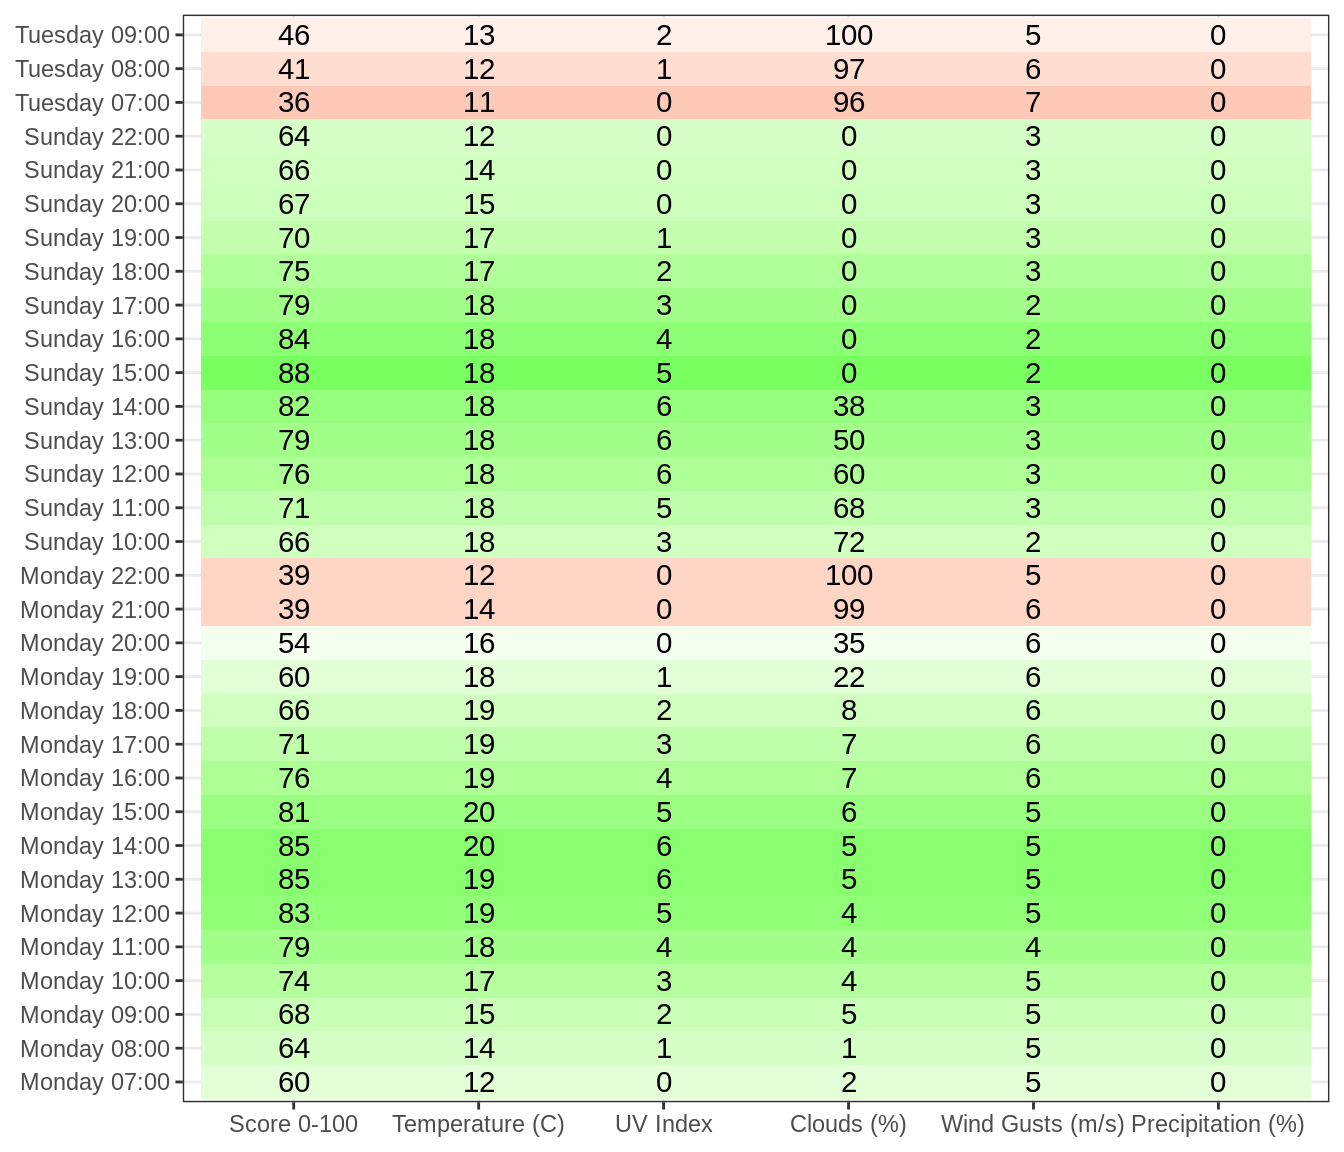 Tuesday 09:00 46 13 2 100 5 0
Tuesday 08:00 41 12 1 97 6 0
Tuesday 07:00 36 11 0 96 7 0
Sunday 22:00 64 12 0 0 3 0
Sunday 21:00 66 14 0 0 3 0
Sunday 20:00 67 15 0 0 3 0
Sunday 19:00 70 17 1 0 3 0
Sunday 18:00 75 17 2 0 3 0
Sunday 17:00 79 18 3 0 2 0
Sunday 16:00 84 18 4 0 2 0
Sunday 15:00 88 18 5 0 2 0
Sunday 14:00 82 18 6 38 3 0
Sunday 13:00 79 18 6 50 3 0
Sunday 12:00 76 18 6 60 3 0
Sunday 11:00 71 18 5 68 3 0
Sunday 10:00 66 18 3 72 2 0
Monday 22:00 39 12 0 100 5 0
Monday 21:00 39 14 0 99 6 0
Monday 20:00 54 16 0 35 6 0
Monday 19:00 60 18 1 22 6 0
Monday 18:00 66 19 2 8 6 0
Monday 17:00 71 19 3 7 6 0
Monday 16:00 76 19 4 7 6 0
Monday 15:00 81 20 5 6 5 0
Monday 14:00 85 20 6 5 5 0
Monday 13:00 85 19 6 5 5 0
Monday 12:00 83 19 5 4 5 0
Monday 11:00 79 18 4 4 4 0
Monday 10:00 74 17 3 4 5 0
Monday 09:00 68 15 2 5 5 0
Monday 08:00 64 14 1 1 5 0
Monday 07:00 60 12 0 2 5 0
Score 0-100 Temperature (C) UV Index Clouds (%) Wind Gusts (m/s) Precipitation (%)